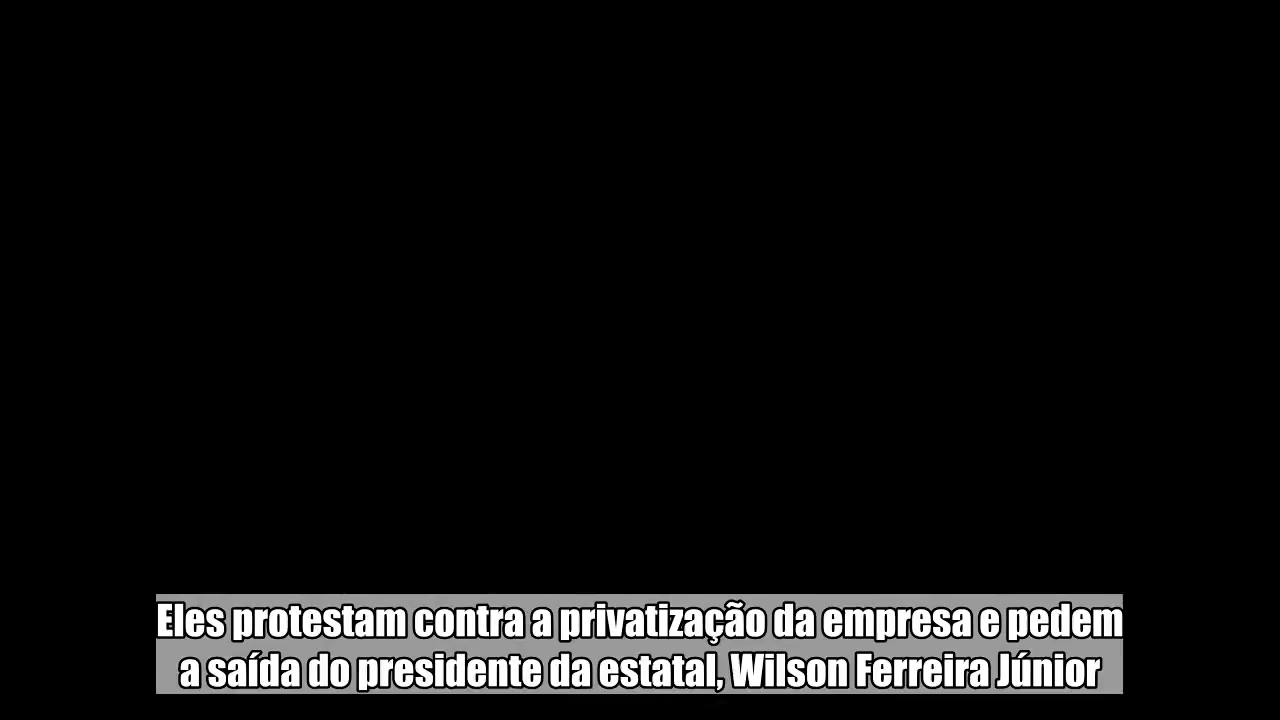 Eles protestam contra a privatização da empresa e pedem
a saída do presidente da estatal, Wilson Ferreira Júnior